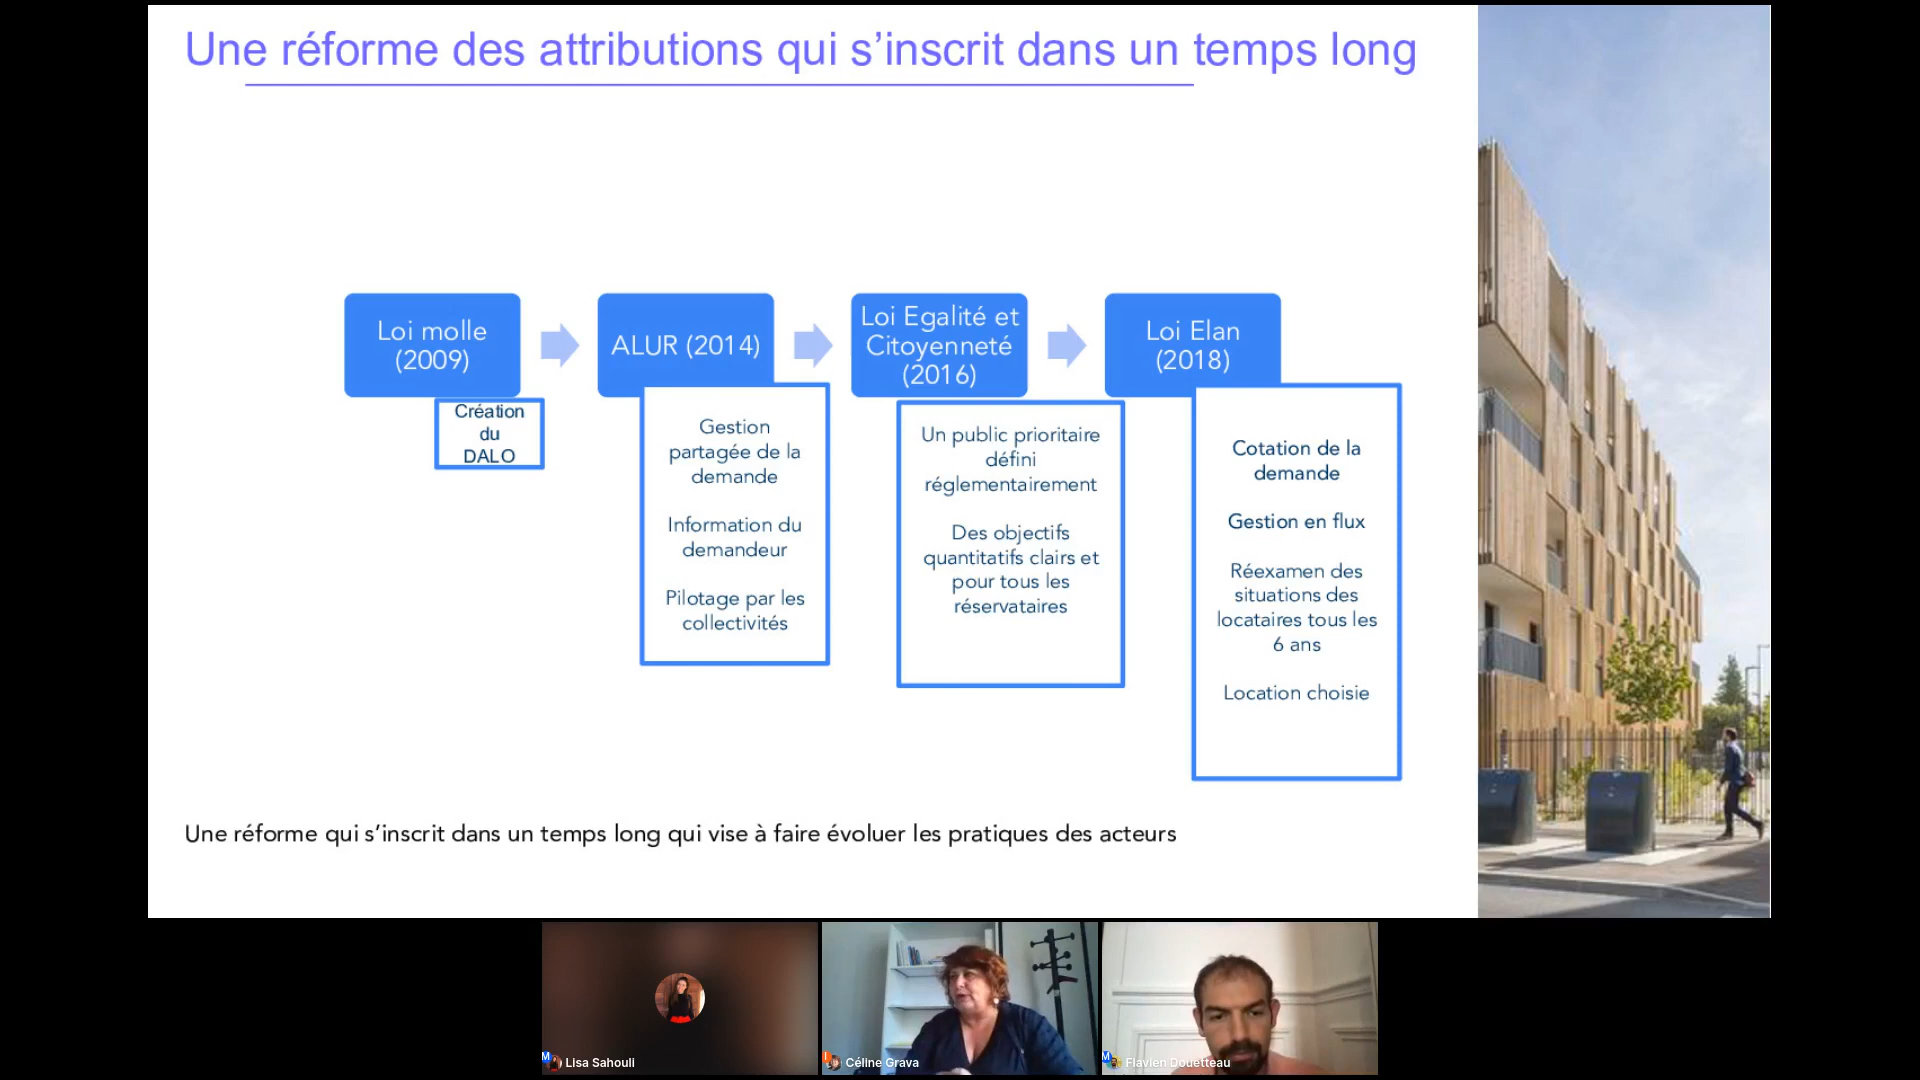 Une réforme des attributions qui s’inscrit dans un temps long
Loi molle
(2009)
Création
du
DALO
ALUR (2014)
Gestion
partagée de la
demande
Information du
demandeur
Pilotage par les
collectivités
Loi Egalité et
Citoyenneté
(2016)
Un public prioritaire
défini
réglementairement
Des objectifs
quantitatifs clairs et
pour tous les
réservataires
Loi Elan
(2018)
Cotation de la
demande
Gestion en flux
Réexamen des
situations des
locataires tous les
6 ans
Location choisie
Une réforme qui s’inscrit dans un temps long qui vise à faire évoluer les pratiques des acteurs
Lisa Sahouli
Céline Grava
Flavien Douetteau